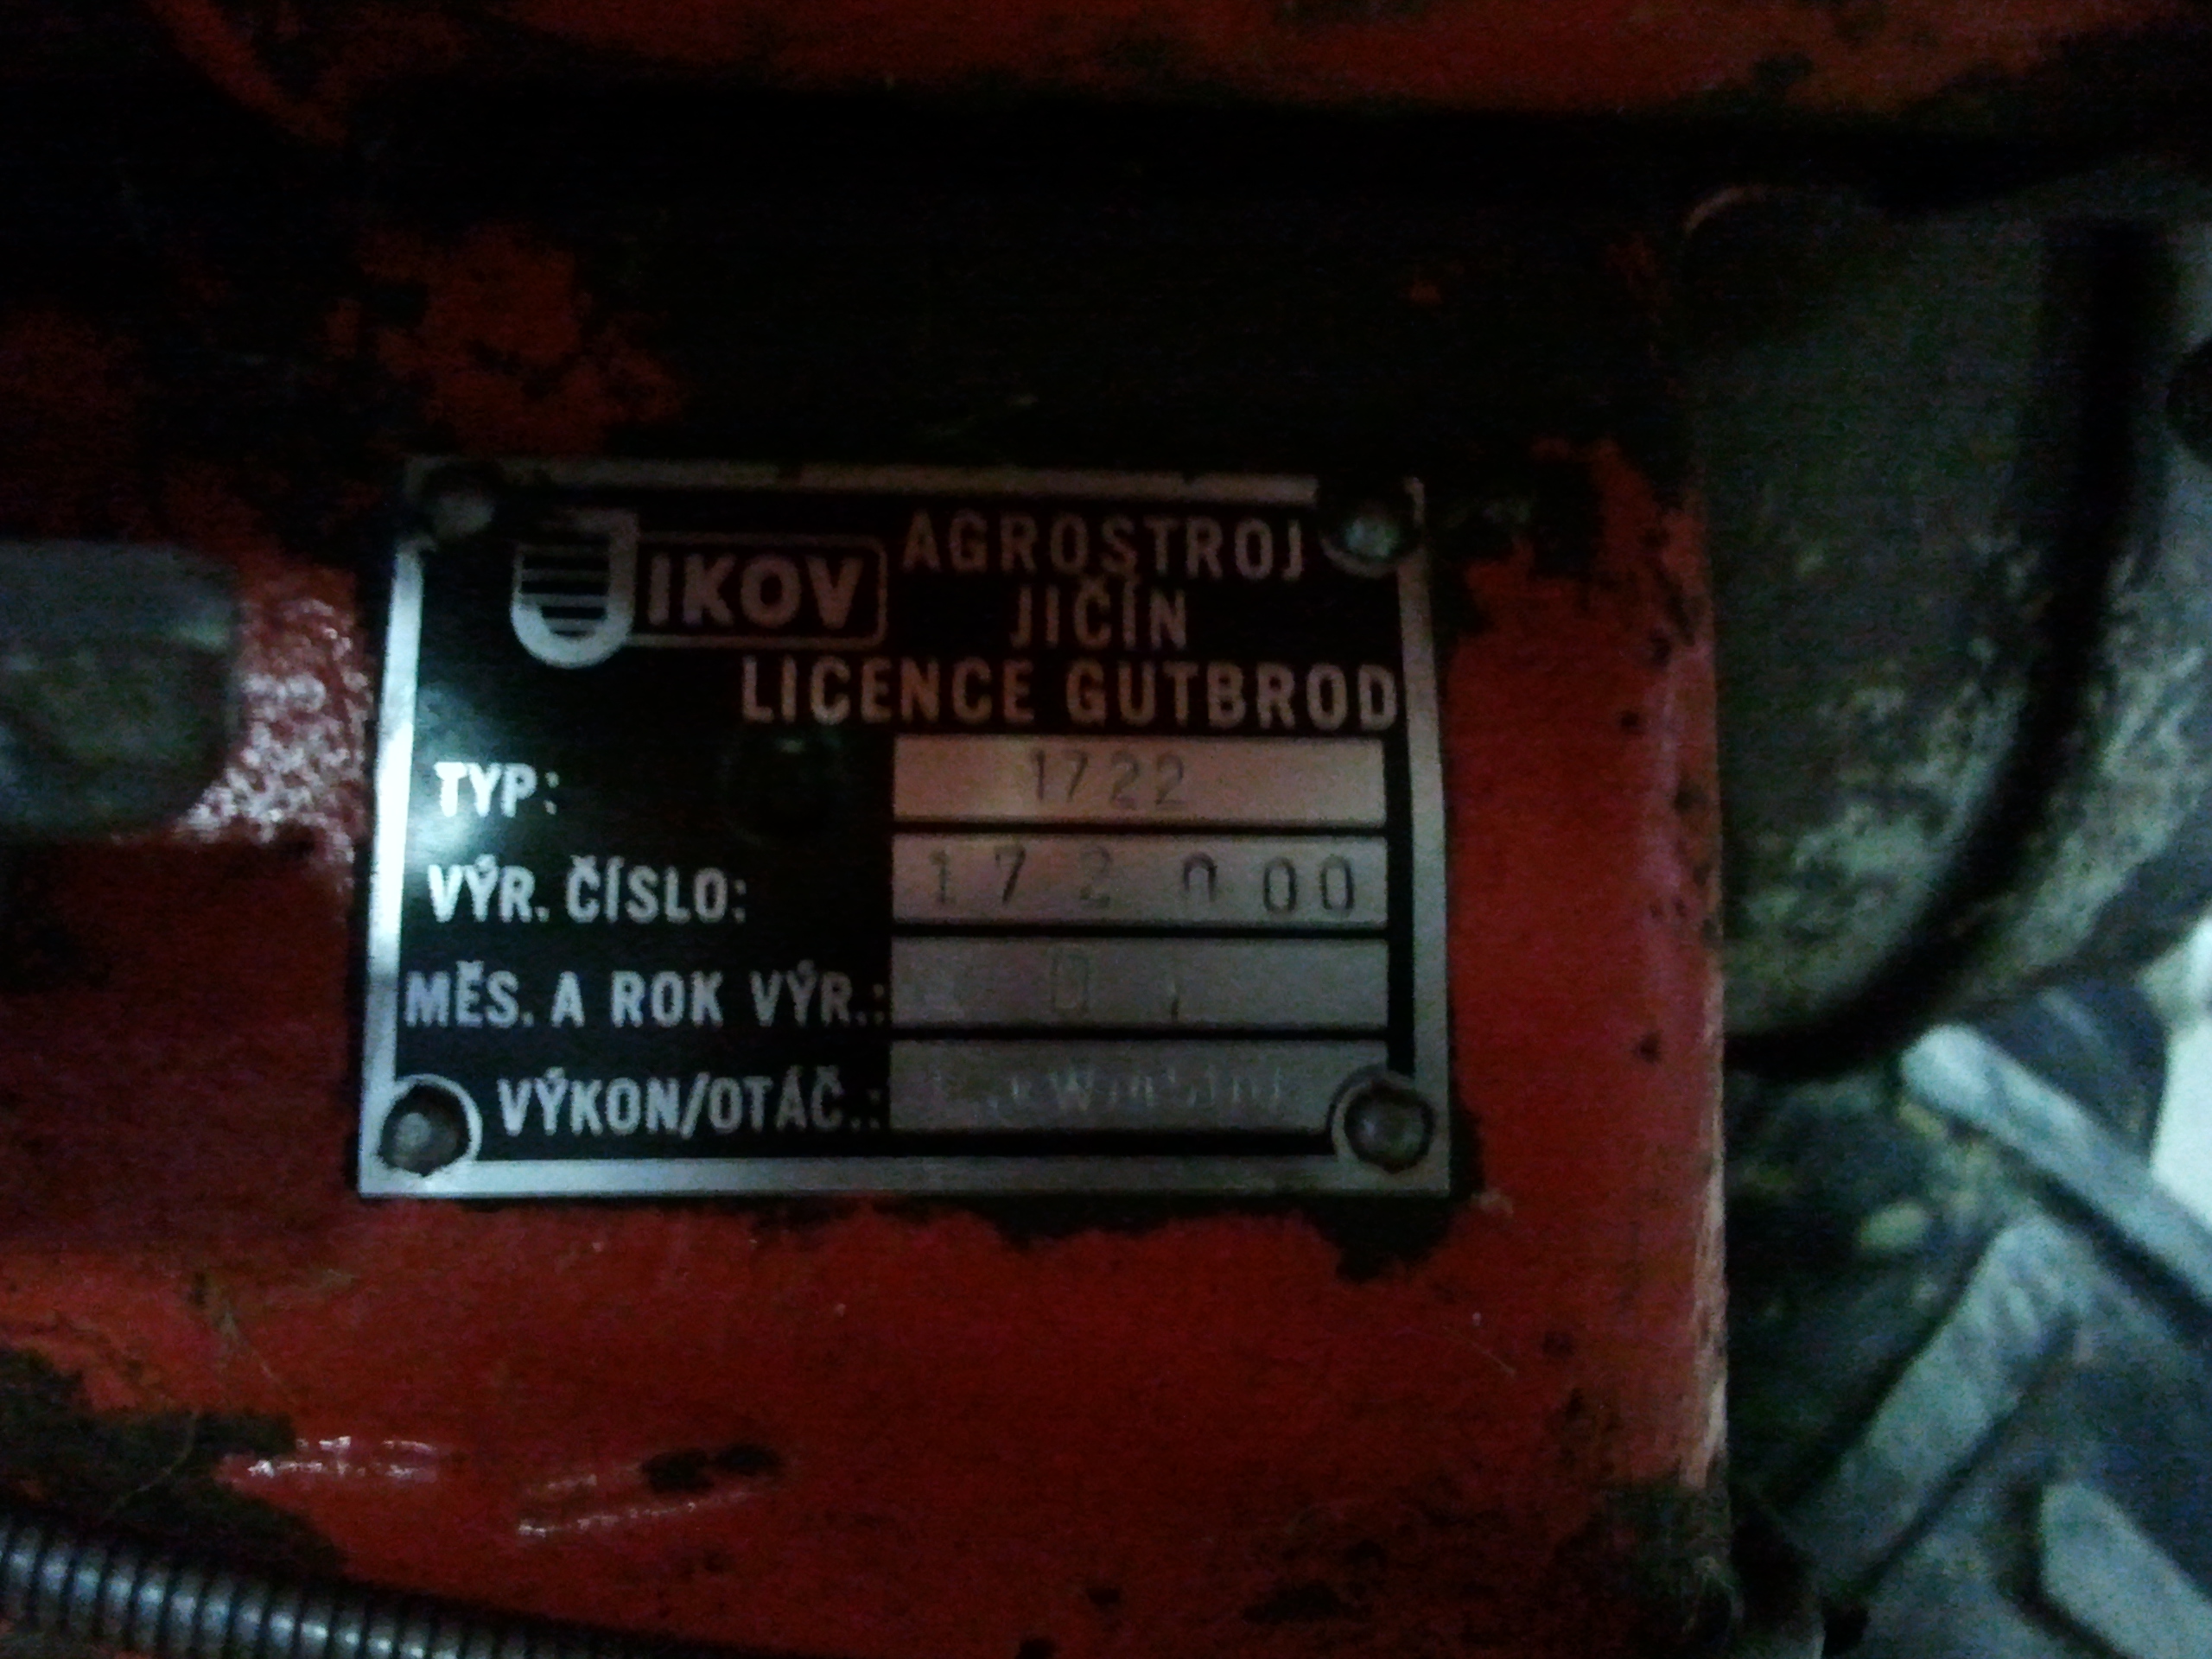 IKOV AGROSTROJ
JIČÍN
LICENCE GUTBROD
TYP: 1722
VÝR. ČÍSLO: 172000
MĚS. A ROK VÝR.:
VÝKON/OTÁČ.: